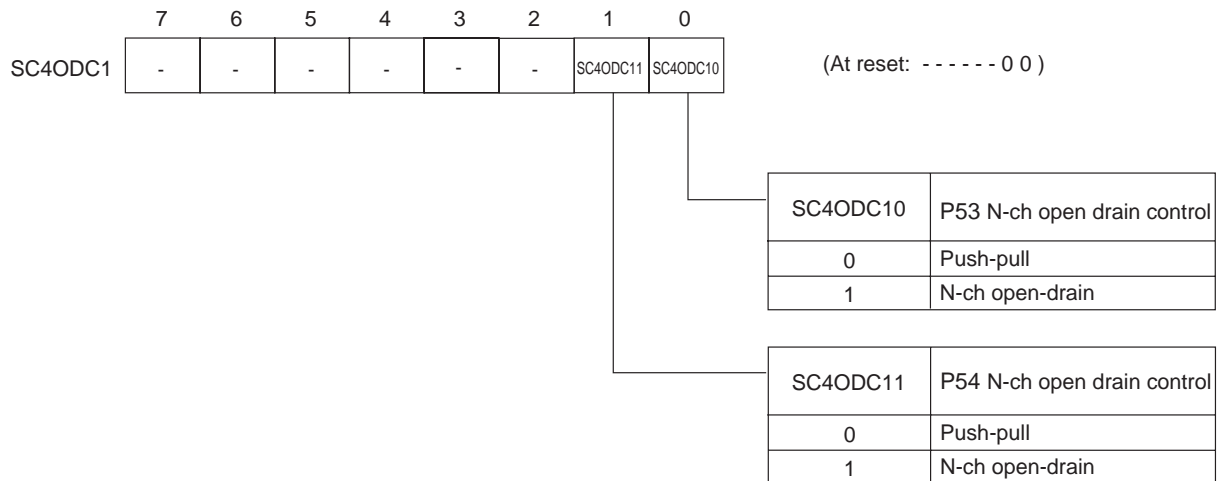 7 6 5 4 3 2 1 0
SC4ODC1 - - - - - - SC4ODC11 SC4ODC10 (At reset: - - - - - - 0 0 )
SC4ODC10 P53 N-ch open drain control
0 Push-pull
1 N-ch open-drain
SC4ODC11 P54 N-ch open drain control
0 Push-pull
1 N-ch open-drain